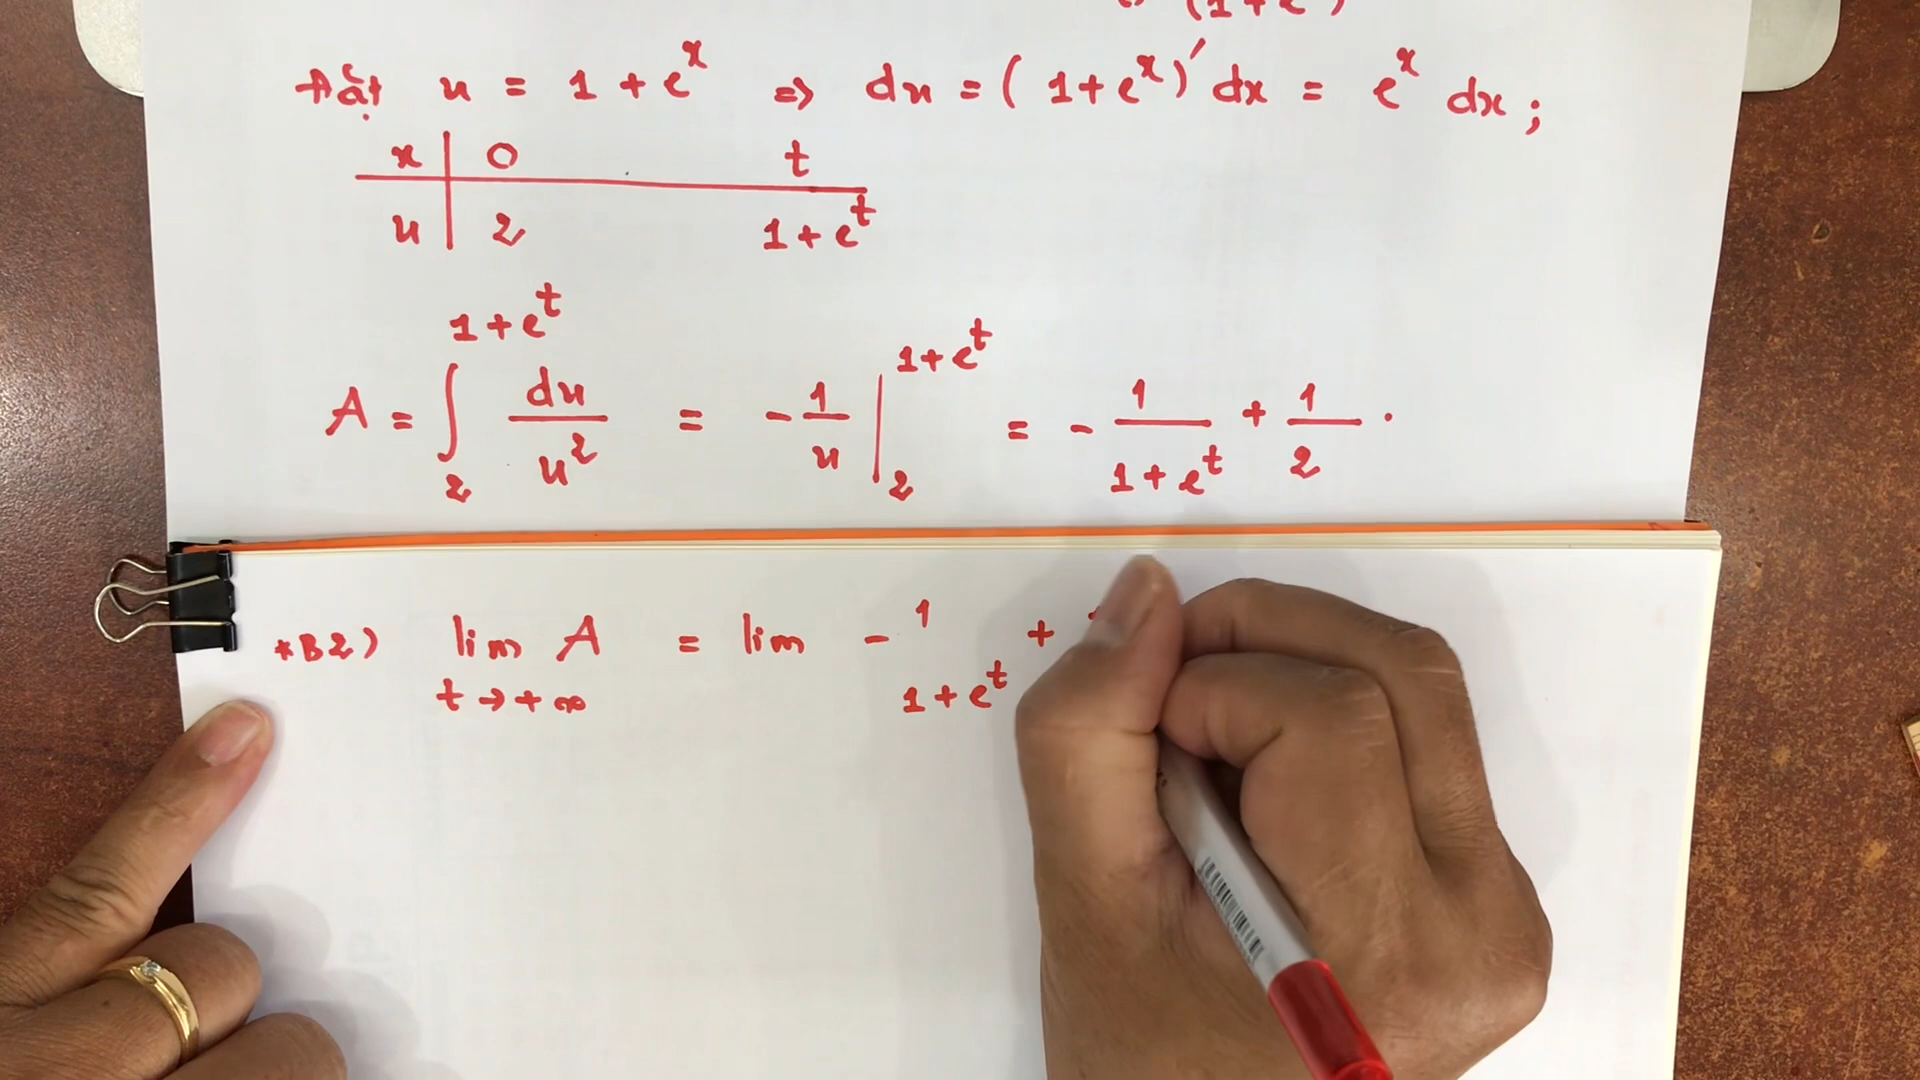 (1+e
Đặt u = 1 + e^x => du = (1+e^x)' dx = e^x dx;
x | 0 t
u | 2 1+e^t
A = ∫_2^{1+e^t} du/u^2 = -1/u |_2^{1+e^t} = - 1/(1+e^t) + 1/2 .
*B2) lim_{t→+∞} A = lim - 1 / 1+e^t +